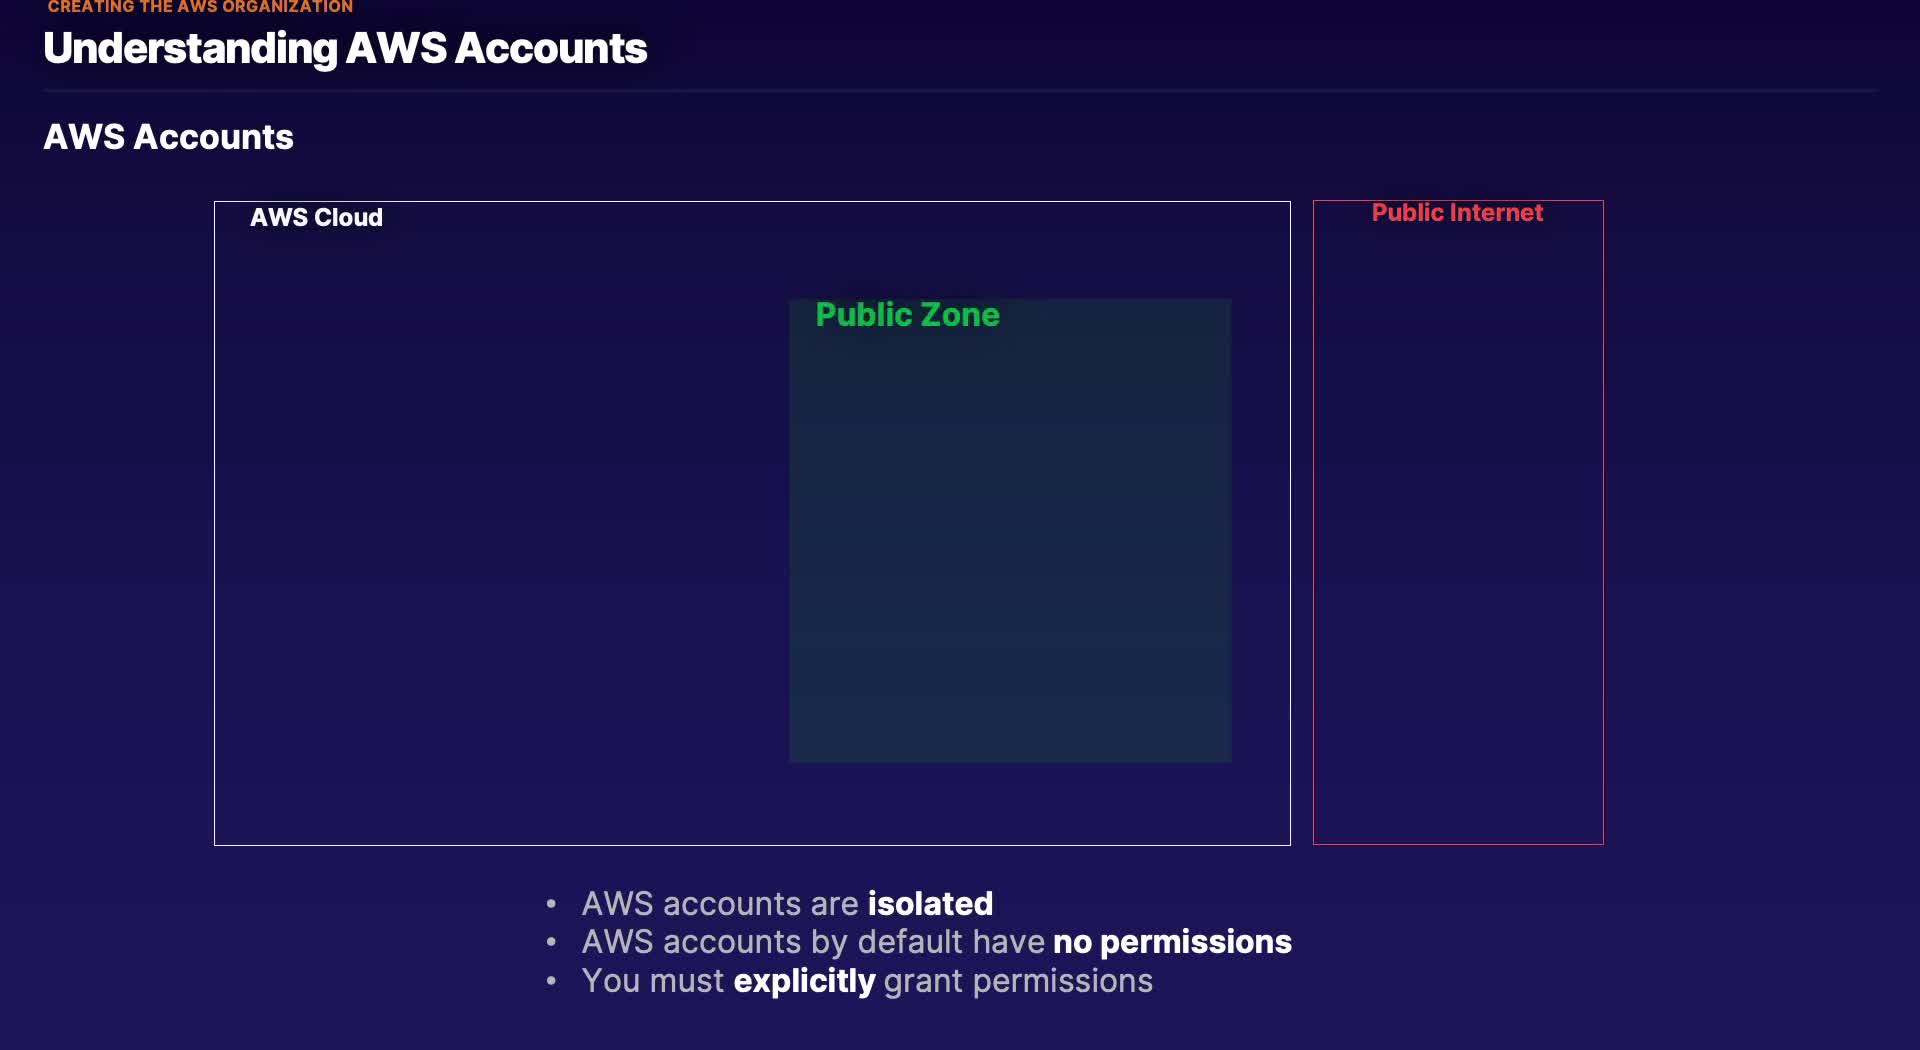 CREATING THE AWS ORGANIZATION
Understanding AWS Accounts
AWS Accounts
AWS Cloud
Public Internet
Public Zone
• AWS accounts are isolated
• AWS accounts by default have no permissions
• You must explicitly grant permissions